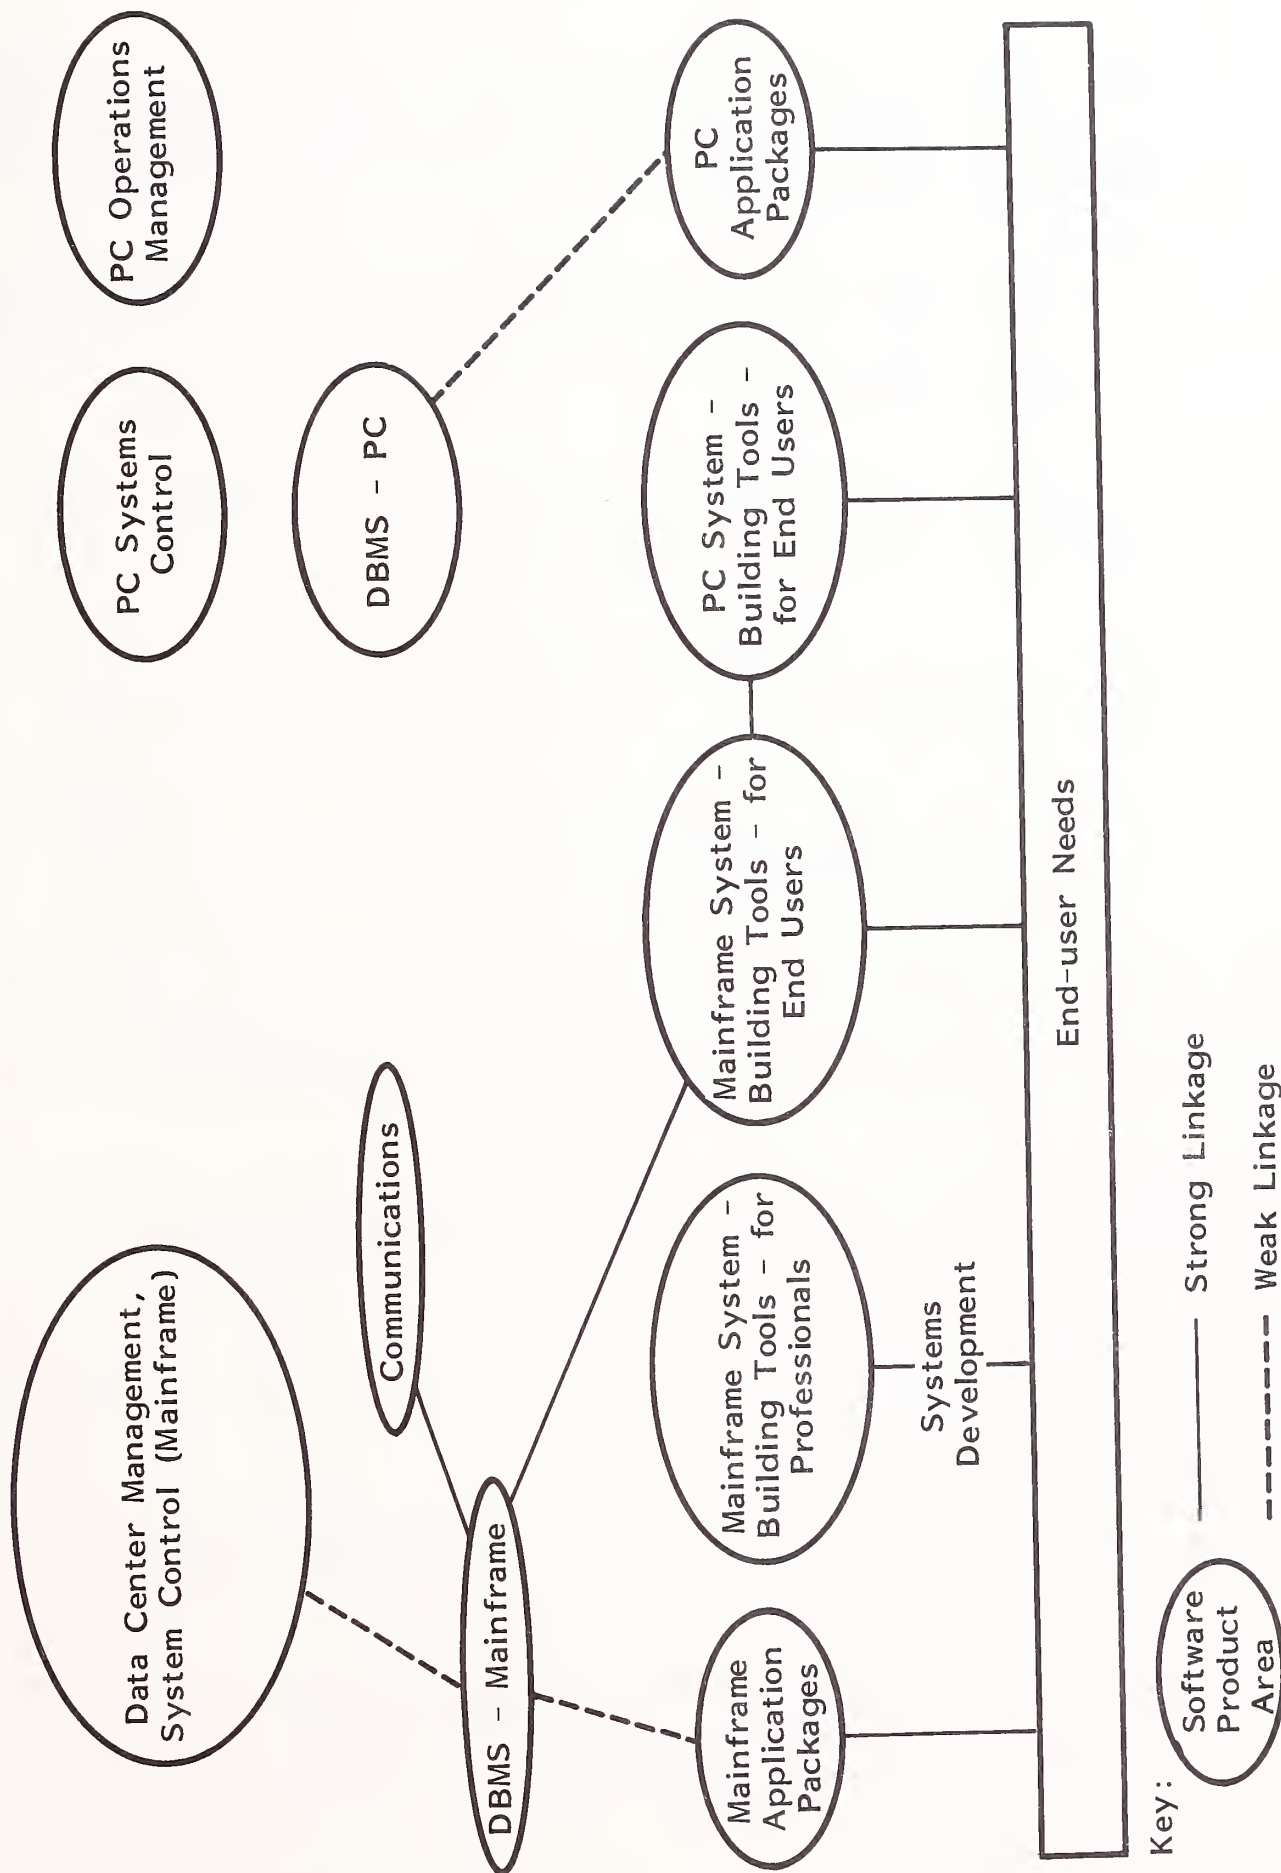 Data Center Management,
System Control (Mainframe)
PC Systems
Control
PC Operations
Management
Communications
DBMS - Mainframe
DBMS - PC
Mainframe
Application
Packages
Mainframe System -
Building Tools - for
Professionals
Mainframe System -
Building Tools - for
End Users
PC System -
Building Tools -
for End Users
PC
Application
Packages
Systems
Development
End-user Needs
Key:
Software
Product
Area
Strong Linkage
Weak Linkage